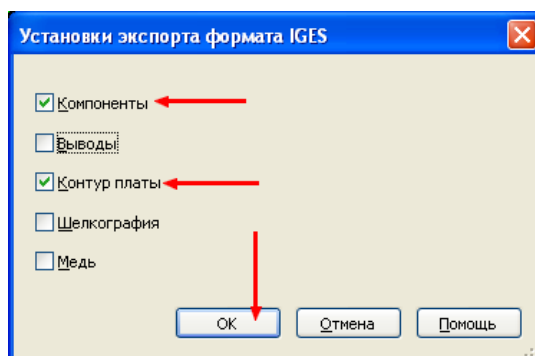 Установки экспорта формата IGES
Компоненты
Выводы
Контур платы
Шелкография
Медь
OK
Отмена
Помощь